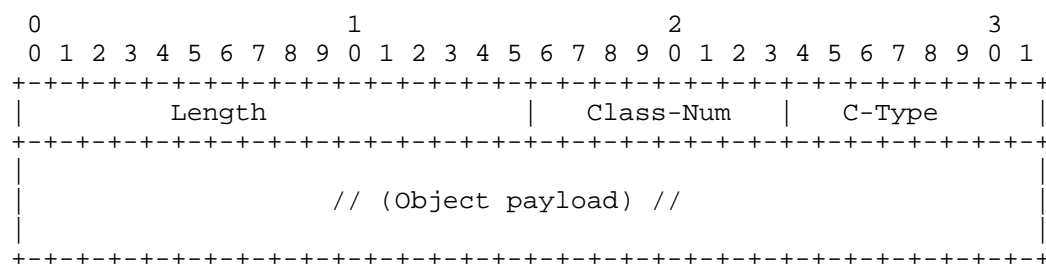 0                   1                   2                   3
 0 1 2 3 4 5 6 7 8 9 0 1 2 3 4 5 6 7 8 9 0 1 2 3 4 5 6 7 8 9 0 1
+-+-+-+-+-+-+-+-+-+-+-+-+-+-+-+-+-+-+-+-+-+-+-+-+-+-+-+-+-+-+-+-+
|         Length                |   Class-Num   |   C-Type      |
+-+-+-+-+-+-+-+-+-+-+-+-+-+-+-+-+-+-+-+-+-+-+-+-+-+-+-+-+-+-+-+-+
|                                                               |
|                   // (Object payload) //                      |
|                                                               |
+-+-+-+-+-+-+-+-+-+-+-+-+-+-+-+-+-+-+-+-+-+-+-+-+-+-+-+-+-+-+-+-+